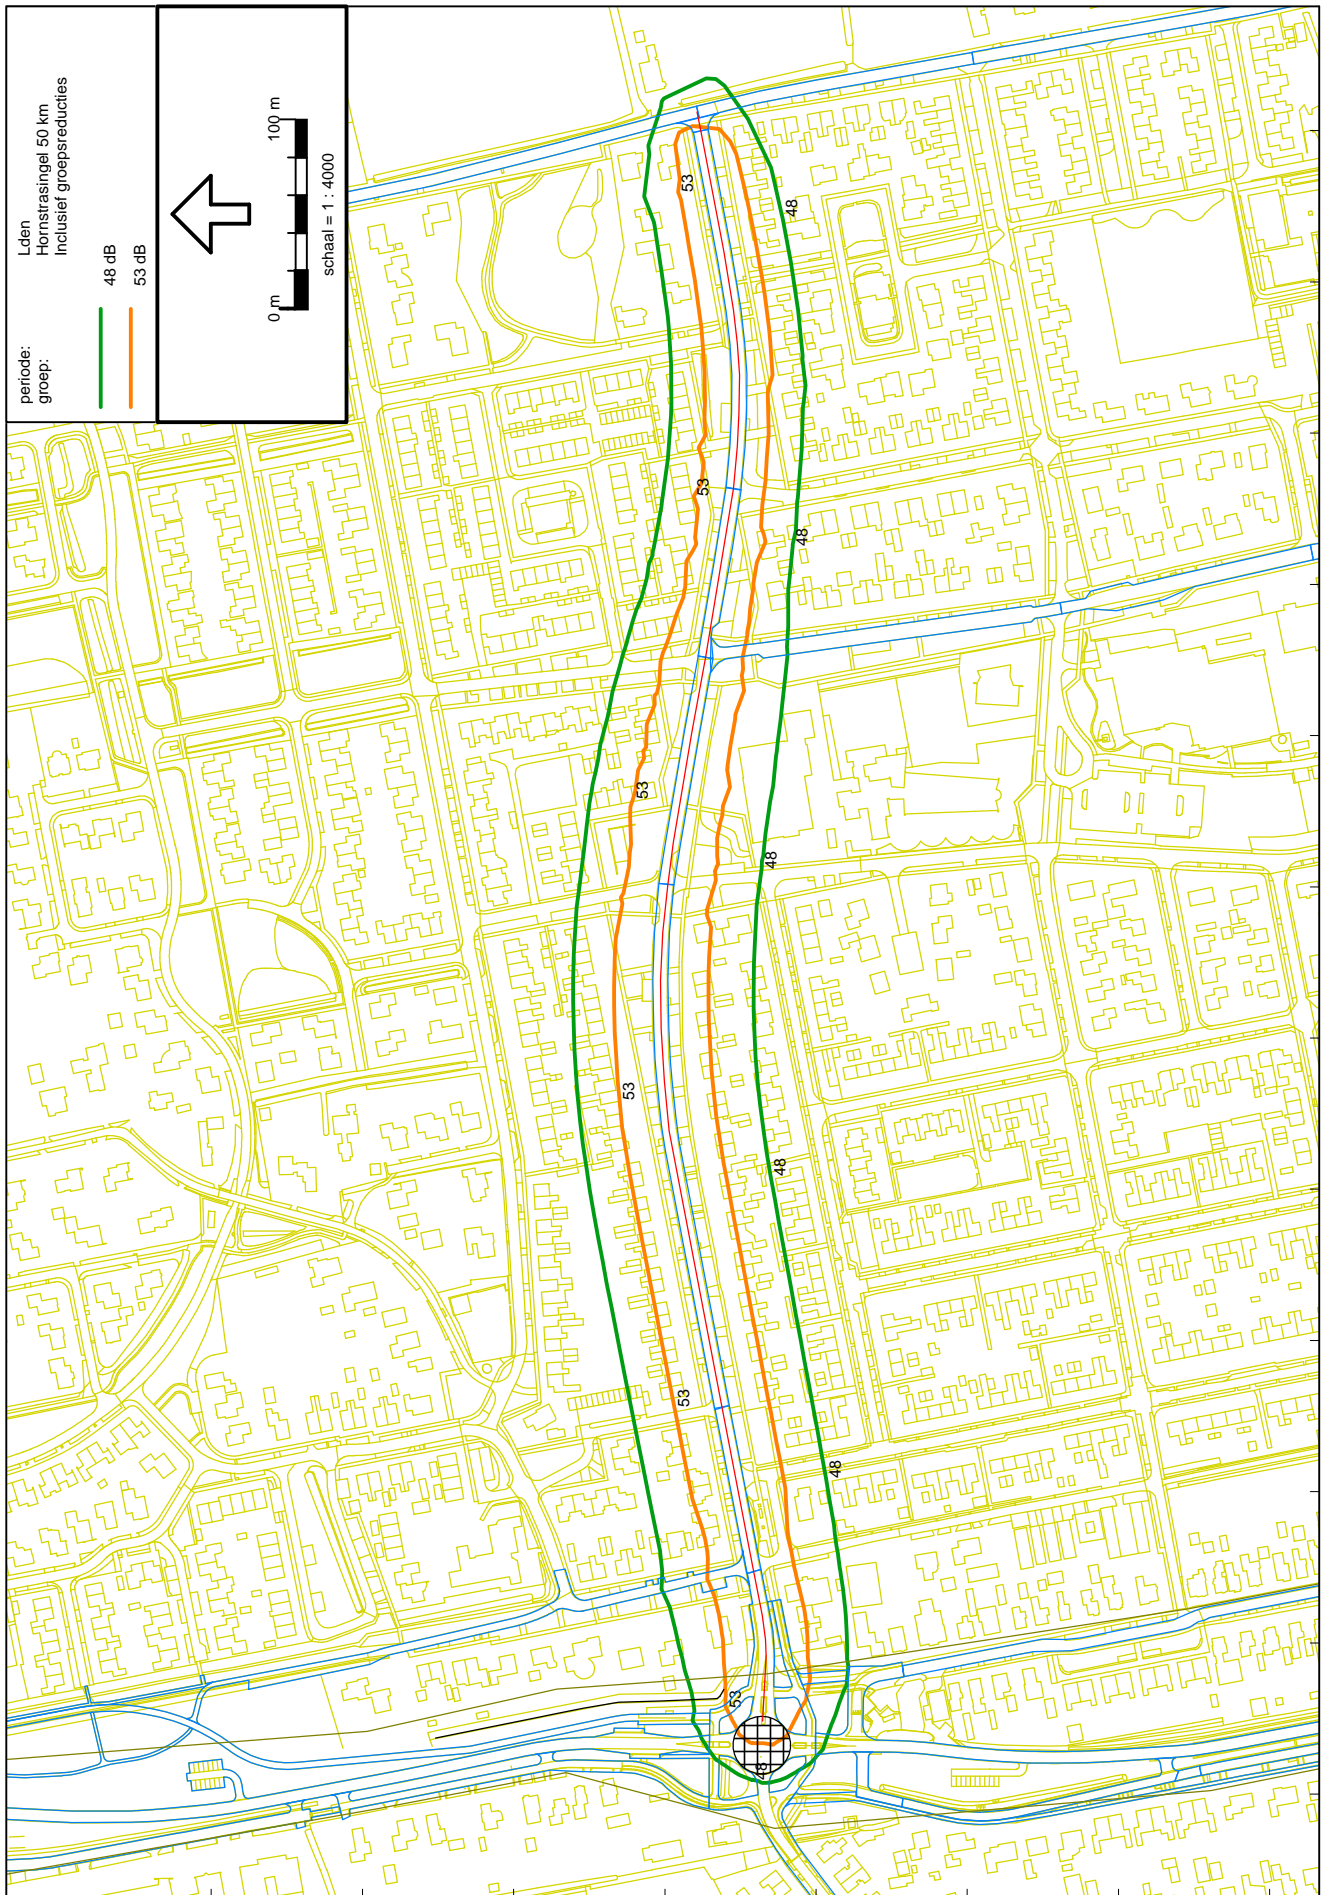 periode: Lden
groep: Hornstrasingel 50 km
Inclusief groepsreducties
48 dB
53 dB
0 m 100 m
schaal = 1 : 4000
53
48
53
48
53
48
53
48
53
48
53
48